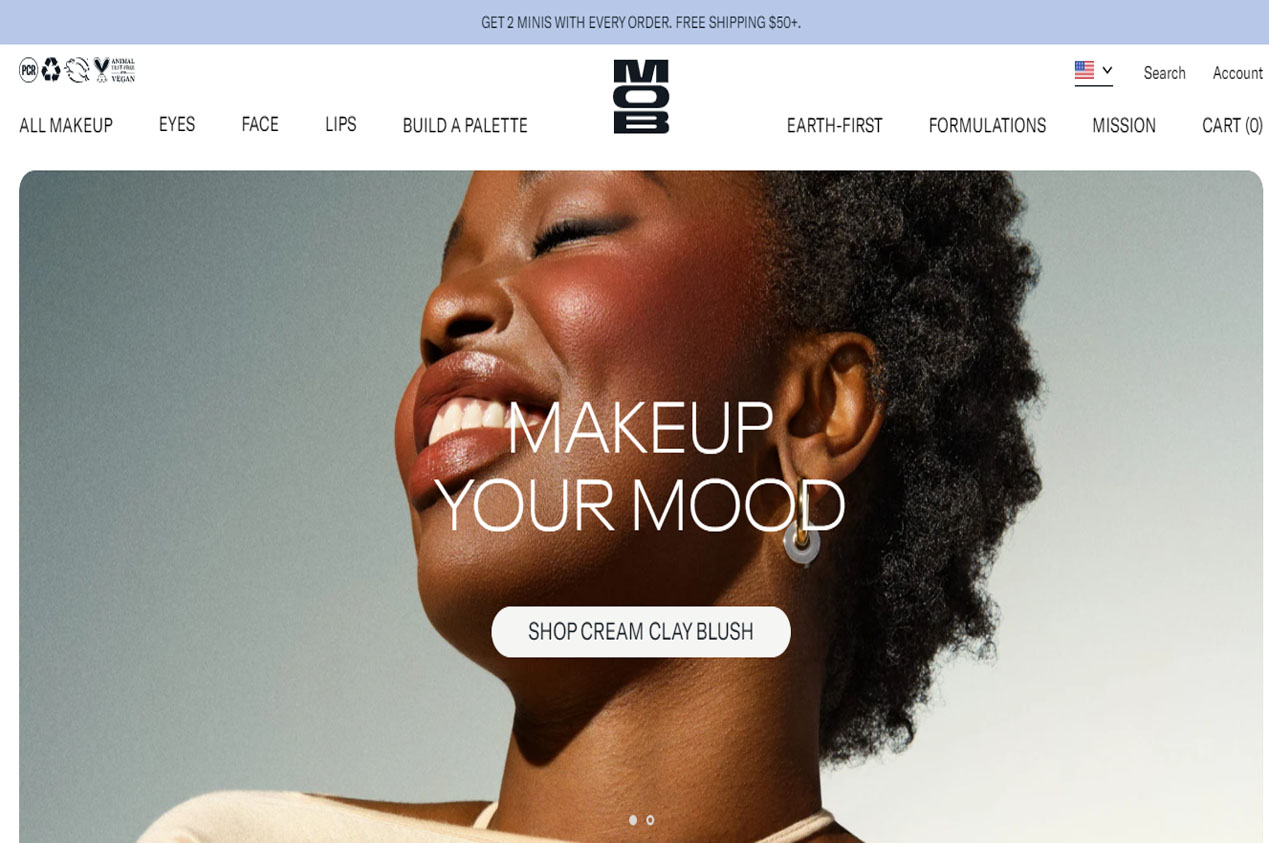 GET 2 MINIS WITH EVERY ORDER. FREE SHIPPING $50+.
PCR
ANIMAL
TEST-FREE
VEGAN
MOB
Search
Account
ALL MAKEUP
EYES
FACE
LIPS
BUILD A PALETTE
EARTH-FIRST
FORMULATIONS
MISSION
CART (0)
MAKEUP
YOUR MOOD
SHOP CREAM CLAY BLUSH